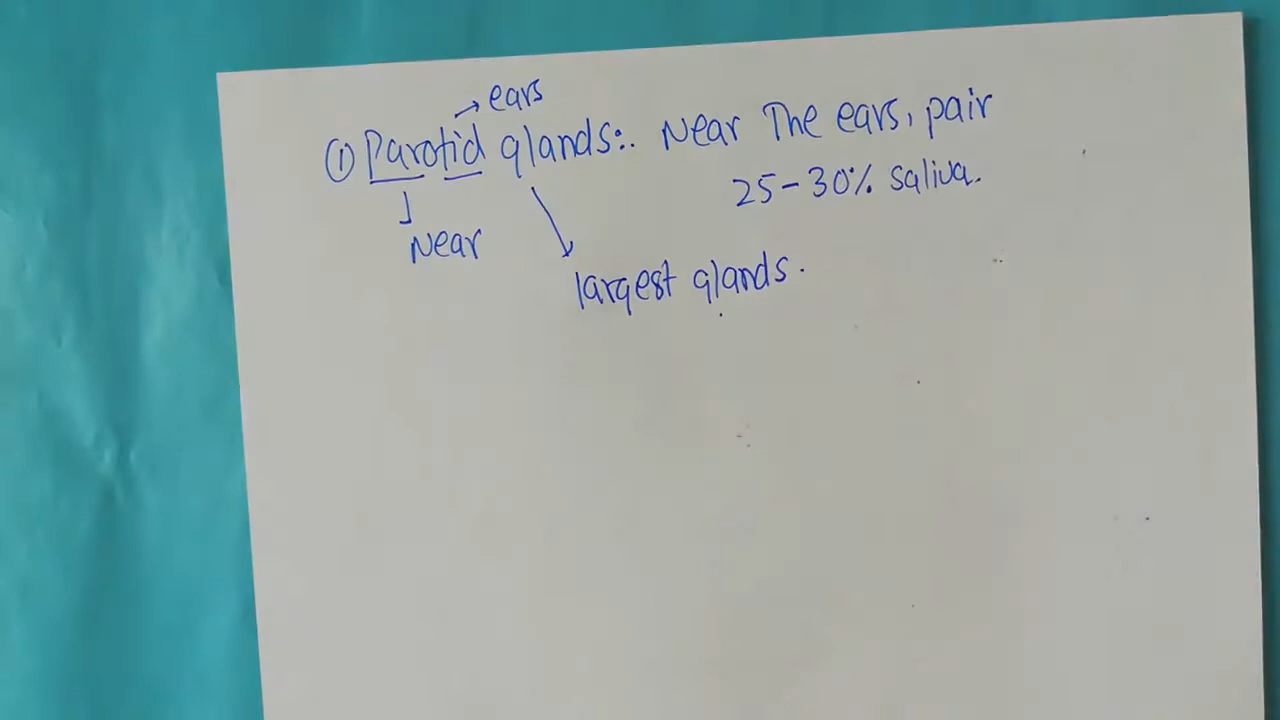 ears
① Parotid glands:. Near The ears, pair
25-30% saliva.
Near
largest glands.